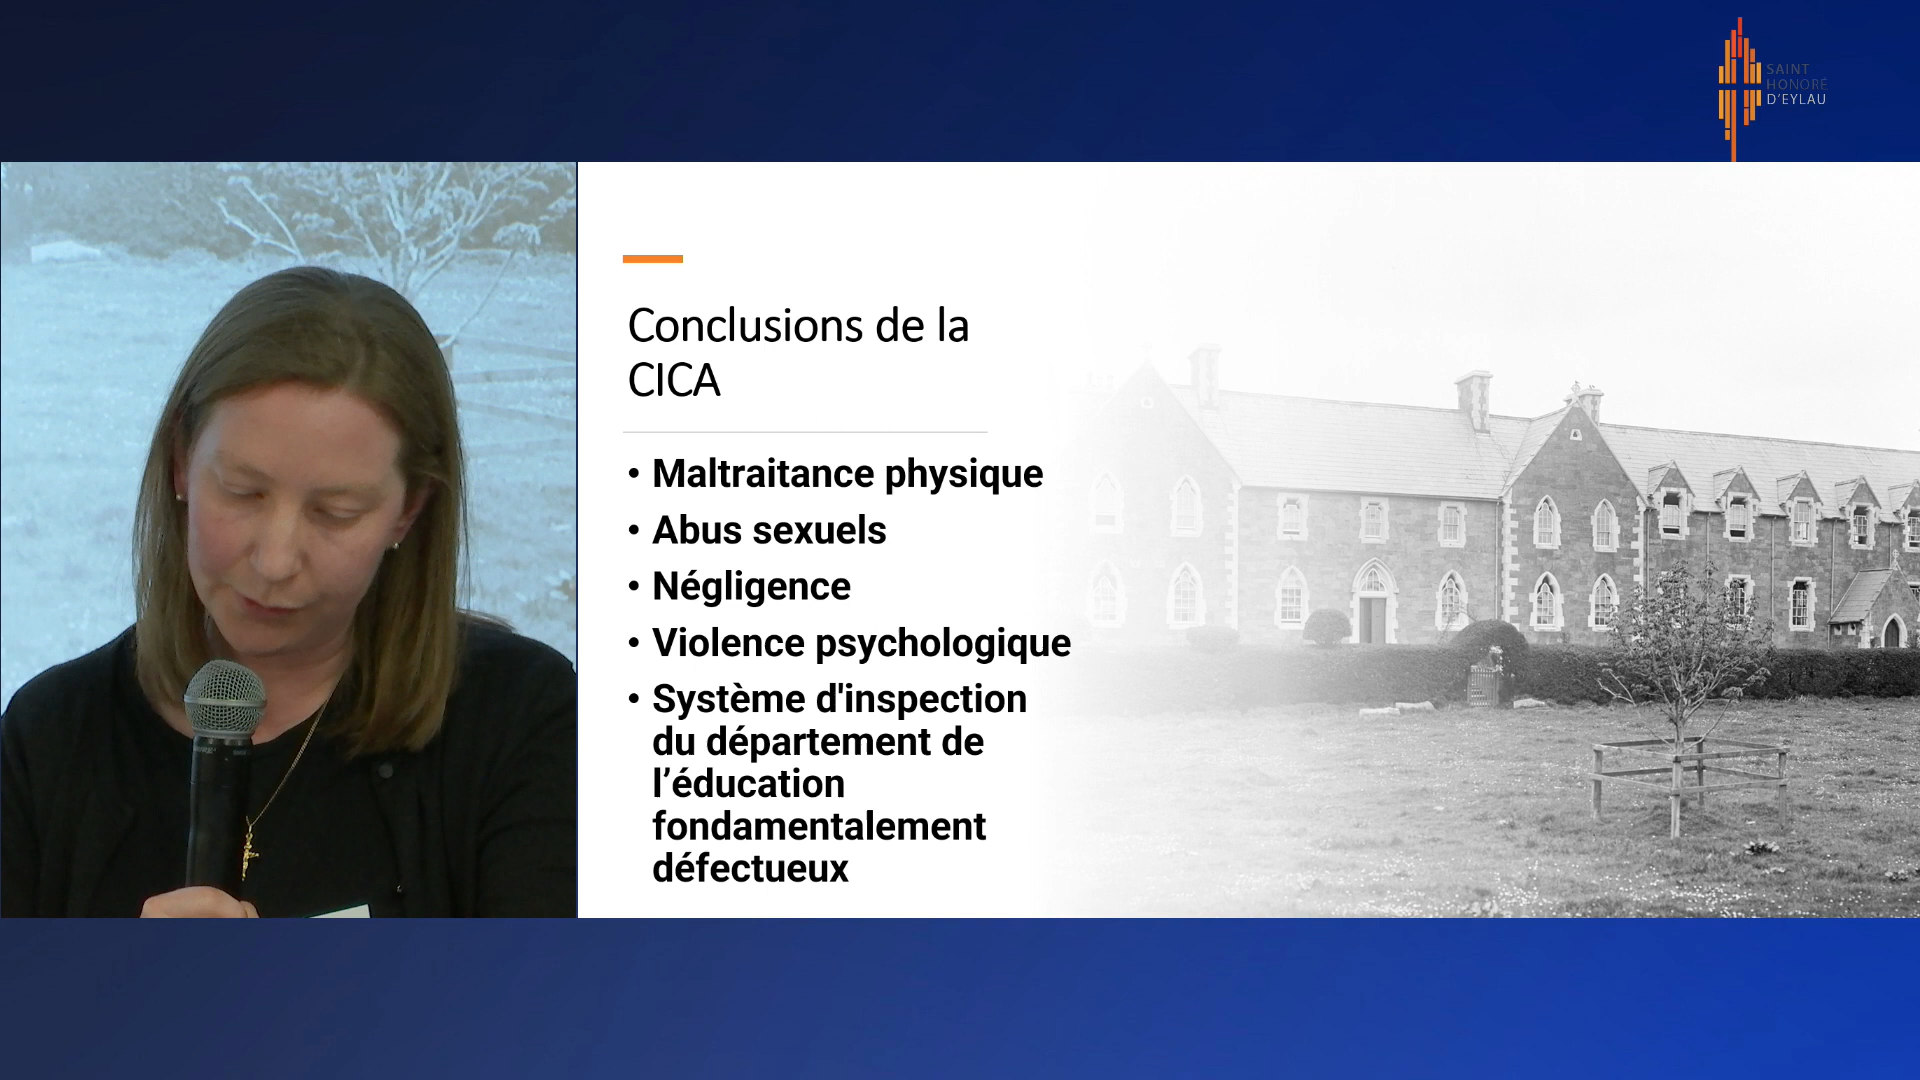 SAINT
HONORÉ
D'EYLAU
Conclusions de la
CICA
• Maltraitance physique
• Abus sexuels
• Négligence
• Violence psychologique
• Système d'inspection
du département de
l’éducation
fondamentalement
défectueux